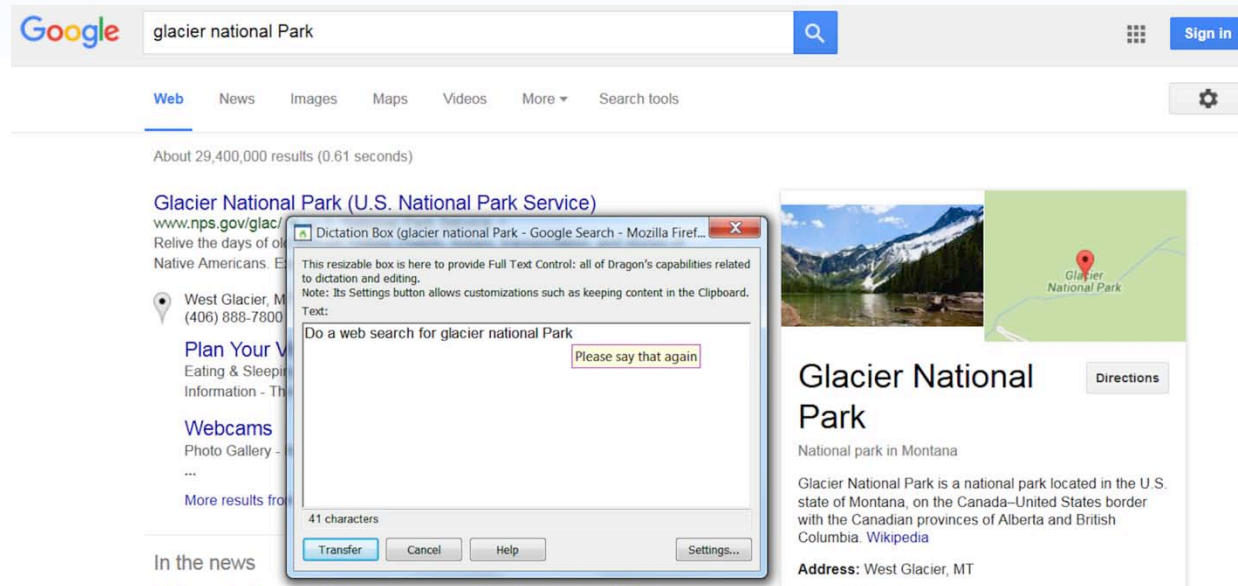 Google glacier national Park Sign in
Web News Images Maps Videos More Search tools
About 29,400,000 results (0.61 seconds)
Glacier National Park (U.S. National Park Service)
www.nps.gov/glac/
Relive the days of
Native Americans.
West Glacier,
(406) 888-7800
Plan Your
Eating &
Information -
Webcams
Photo Gallery -
...
More results
In the news
Dictation Box (glacier national Park - Google Search - Mozilla Firef...
This resizable box is here to provide Full Text Control: all of Dragon's capabilities related
to dictation and editing.
Note: Its Settings button allows customizations such as keeping content in the Clipboard.
Text:
Do a web search for glacier national Park
Please say that again
41 characters
Transfer Cancel Help Settings...
Glacier
National Park
Glacier National
Park
Directions
National park in Montana
Glacier National Park is a national park located in the U.S.
state of Montana, on the Canada–United States border
with the Canadian provinces of Alberta and British
Columbia. Wikipedia
Address: West Glacier, MT